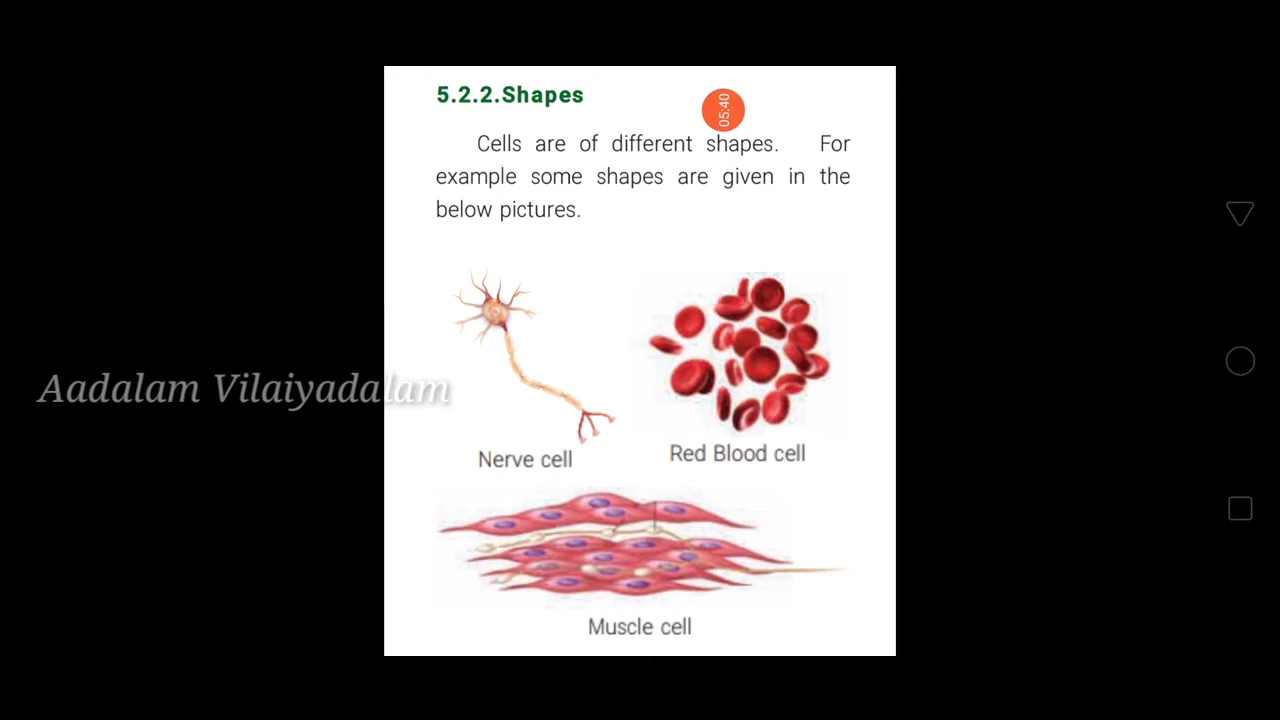 5.2.2.Shapes
05:40
Cells are of different shapes. For
example some shapes are given in the
below pictures.
Aadalam Vilaiyadalam
Nerve cell
Red Blood cell
Muscle cell